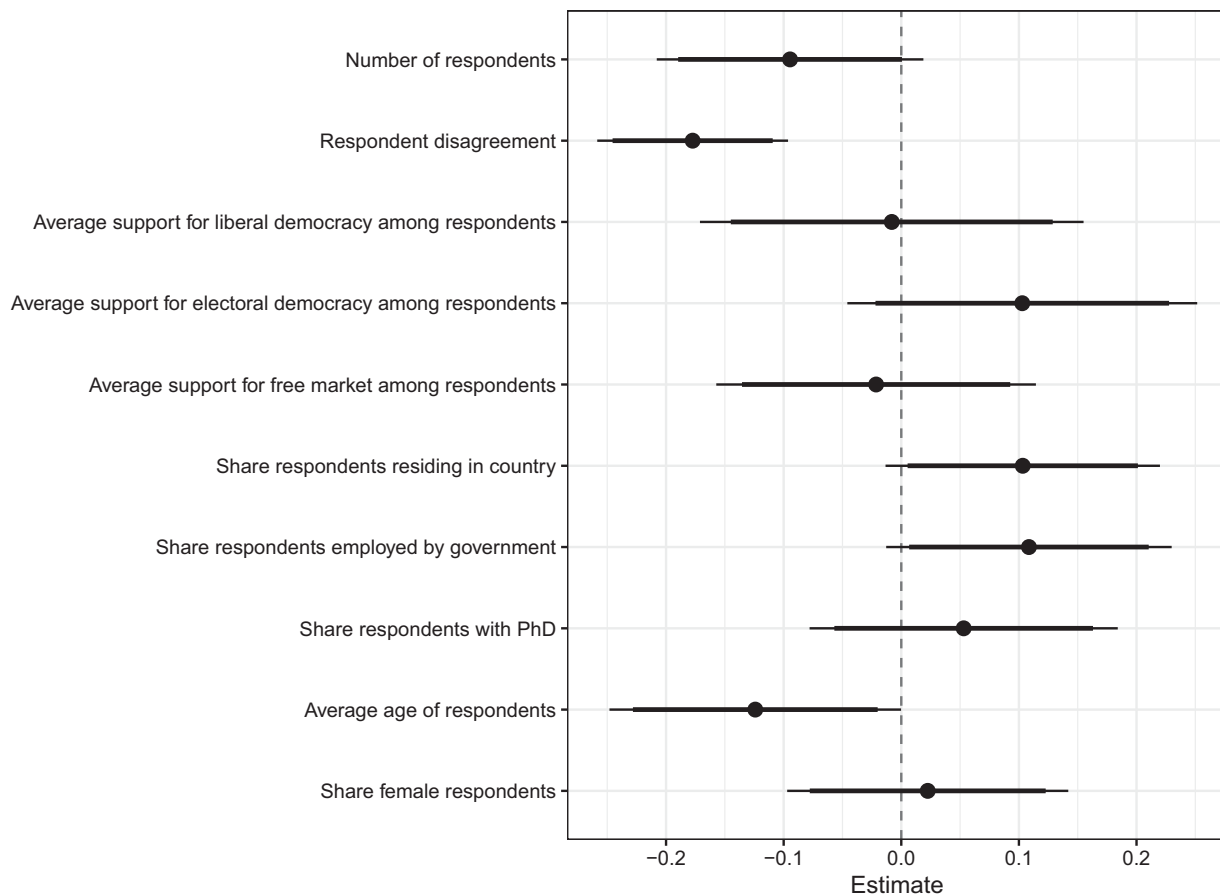 Number of respondents
Respondent disagreement
Average support for liberal democracy among respondents
Average support for electoral democracy among respondents
Average support for free market among respondents
Share respondents residing in country
Share respondents employed by government
Share respondents with PhD
Average age of respondents
Share female respondents
−0.2 −0.1 0.0 0.1 0.2
Estimate